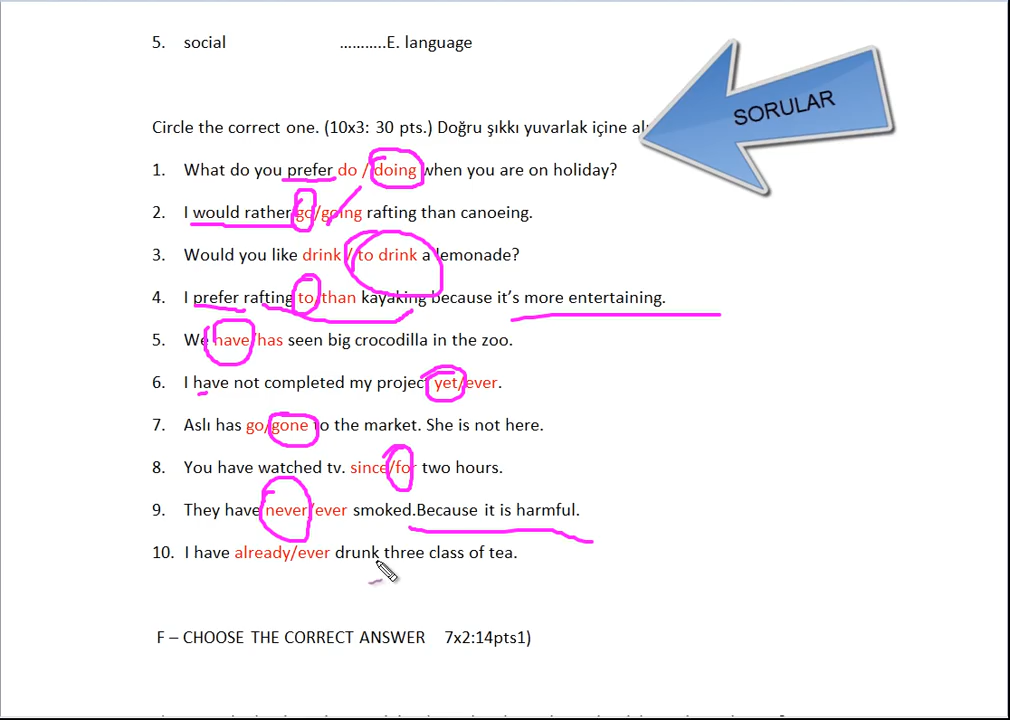 5. social ………..E. language
SORULAR
Circle the correct one. (10x3: 30 pts.) Doğru şıkkı yuvarlak içine
1. What do you prefer do / doing when you are on holiday?
2. I would rather go/going rafting than canoeing.
3. Would you like drink / to drink a lemonade?
4. I prefer rafting to/than kayaking because it’s more entertaining.
5. We have/has seen big crocodilla in the zoo.
6. I have not completed my project yet/ever.
7. Aslı has go/gone to the market. She is not here.
8. You have watched tv. since/for two hours.
9. They have never/ever smoked.Because it is harmful.
10. I have already/ever drunk three class of tea.
F – CHOOSE THE CORRECT ANSWER 7x2:14pts1)